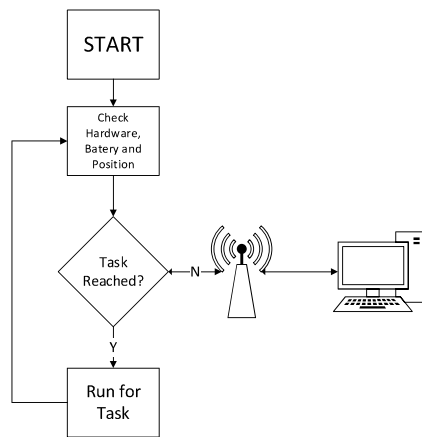 START
Check
Hardware,
Batery and
Position
Task
Reached?
N
Y
Run for
Task